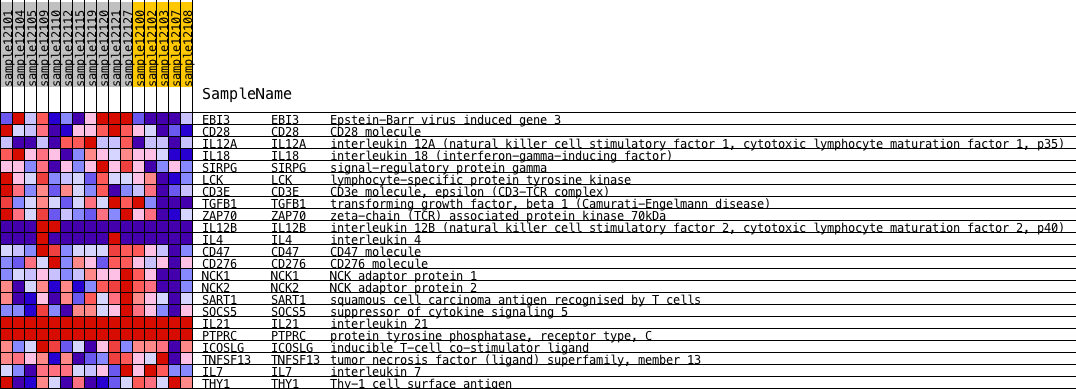 sample12101
sample12104
sample12105
sample12109
sample12110
sample12112
sample12115
sample12119
sample12120
sample12121
sample12127
sample12100
sample12102
sample12103
sample12107
sample12108
SampleName
EBI3 EBI3 Epstein-Barr virus induced gene 3
CD28 CD28 CD28 molecule
IL12A IL12A interleukin 12A (natural killer cell stimulatory factor 1, cytotoxic lymphocyte maturation factor 1, p35)
IL18 IL18 interleukin 18 (interferon-gamma-inducing factor)
SIRPG SIRPG signal-regulatory protein gamma
LCK LCK lymphocyte-specific protein tyrosine kinase
CD3E CD3E CD3e molecule, epsilon (CD3-TCR complex)
TGFB1 TGFB1 transforming growth factor, beta 1 (Camurati-Engelmann disease)
ZAP70 ZAP70 zeta-chain (TCR) associated protein kinase 70kDa
IL12B IL12B interleukin 12B (natural killer cell stimulatory factor 2, cytotoxic lymphocyte maturation factor 2, p40)
IL4 IL4 interleukin 4
CD47 CD47 CD47 molecule
CD276 CD276 CD276 molecule
NCK1 NCK1 NCK adaptor protein 1
NCK2 NCK2 NCK adaptor protein 2
SART1 SART1 squamous cell carcinoma antigen recognised by T cells
SOCS5 SOCS5 suppressor of cytokine signaling 5
IL21 IL21 interleukin 21
PTPRC PTPRC protein tyrosine phosphatase, receptor type, C
ICOSLG ICOSLG inducible T-cell co-stimulator ligand
TNFSF13 TNFSF13 tumor necrosis factor (ligand) superfamily, member 13
IL7 IL7 interleukin 7
THY1 THY1 Thy-1 cell surface antigen